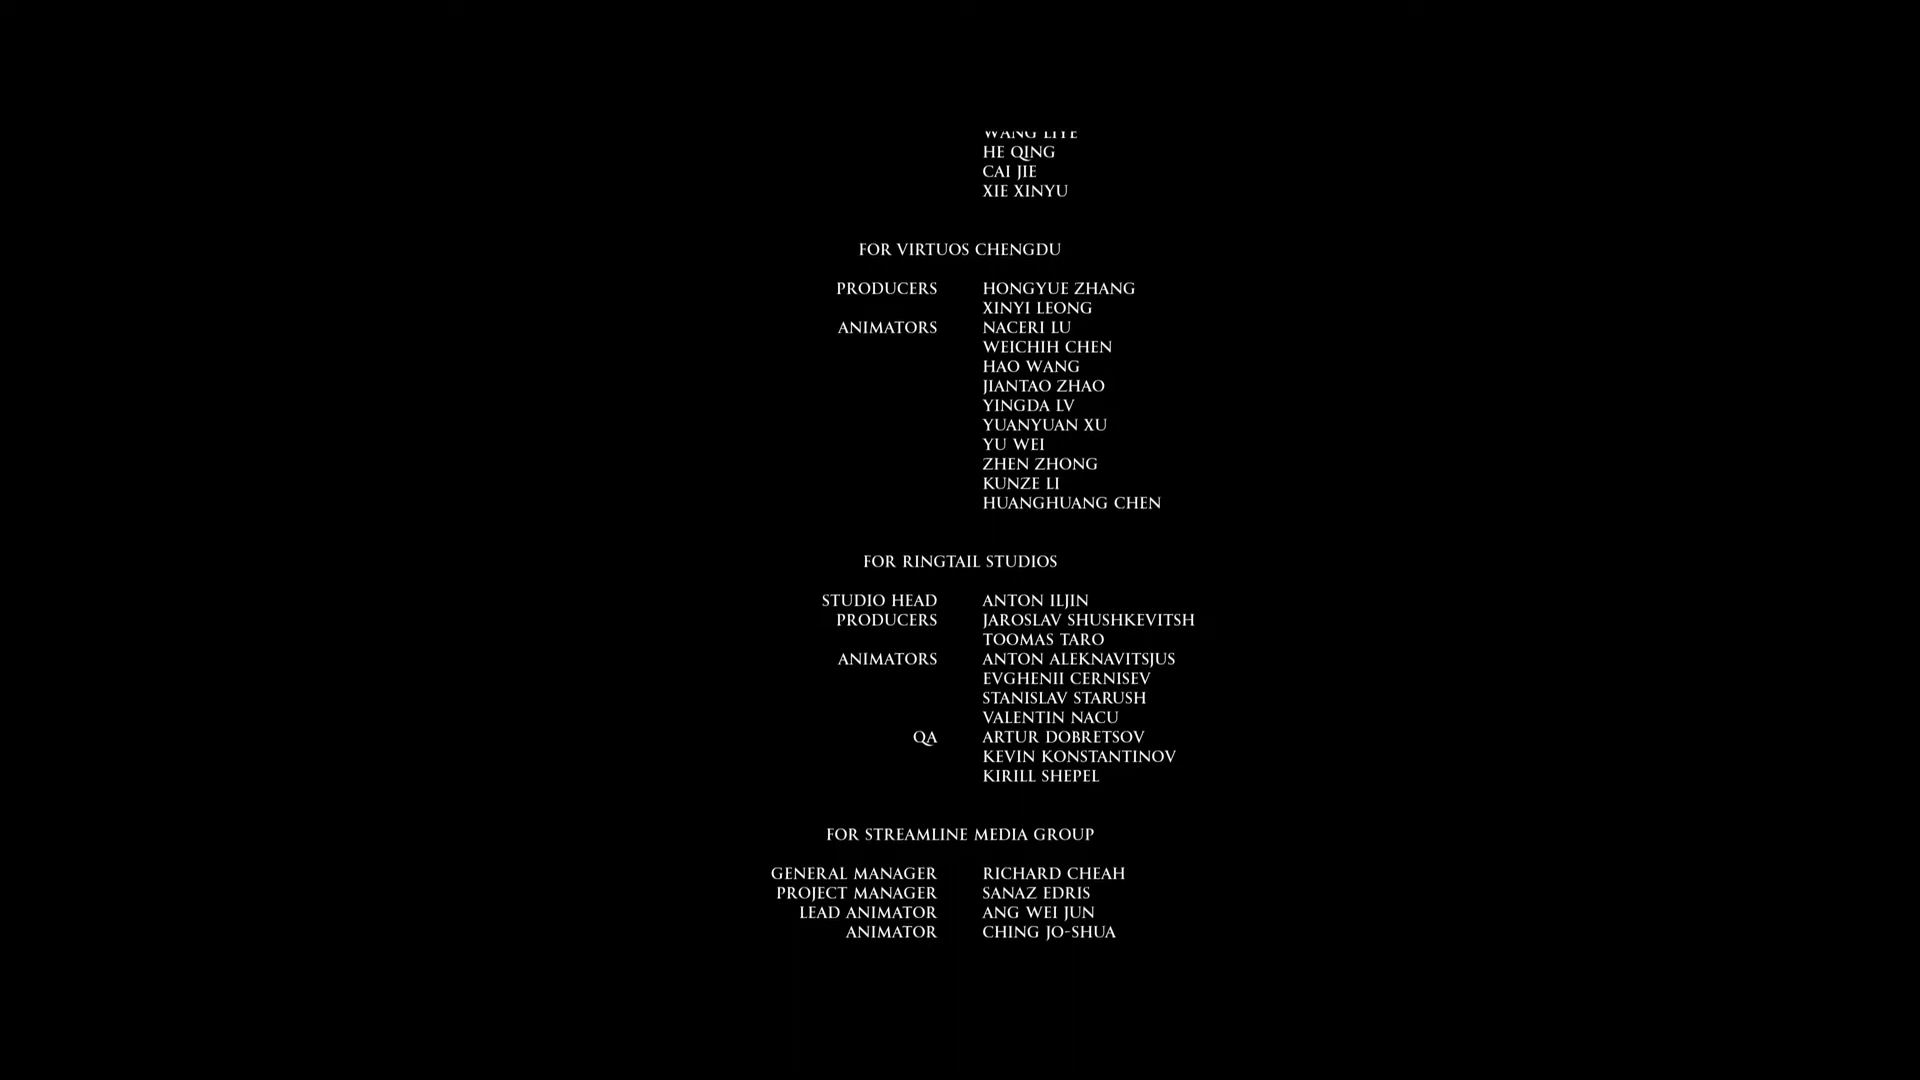 WANG LIYE
HE QING
CAI JIE
XIE XINYU
FOR VIRTUOS CHENGDU
PRODUCERS HONGYUE ZHANG
XINYI LEONG
ANIMATORS NACERI LU
WEICHIH CHEN
HAO WANG
JIANTAO ZHAO
YINGDA LV
YUANYUAN XU
YU WEI
ZHEN ZHONG
KUNZE LI
HUANGHUANG CHEN
FOR RINGTAIL STUDIOS
STUDIO HEAD ANTON ILJIN
PRODUCERS JAROSLAV SHUSHKEVITSH
TOOMAS TARO
ANIMATORS ANTON ALEKNAVITSJUS
EVGHENII CERNISEV
STANISLAV STARUSH
VALENTIN NACU
QA ARTUR DOBRETSOV
KEVIN KONSTANTINOV
KIRILL SHEPEL
FOR STREAMLINE MEDIA GROUP
GENERAL MANAGER RICHARD CHEAH
PROJECT MANAGER SANAZ EDRIS
LEAD ANIMATOR ANG WEI JUN
ANIMATOR CHING JO-SHUA